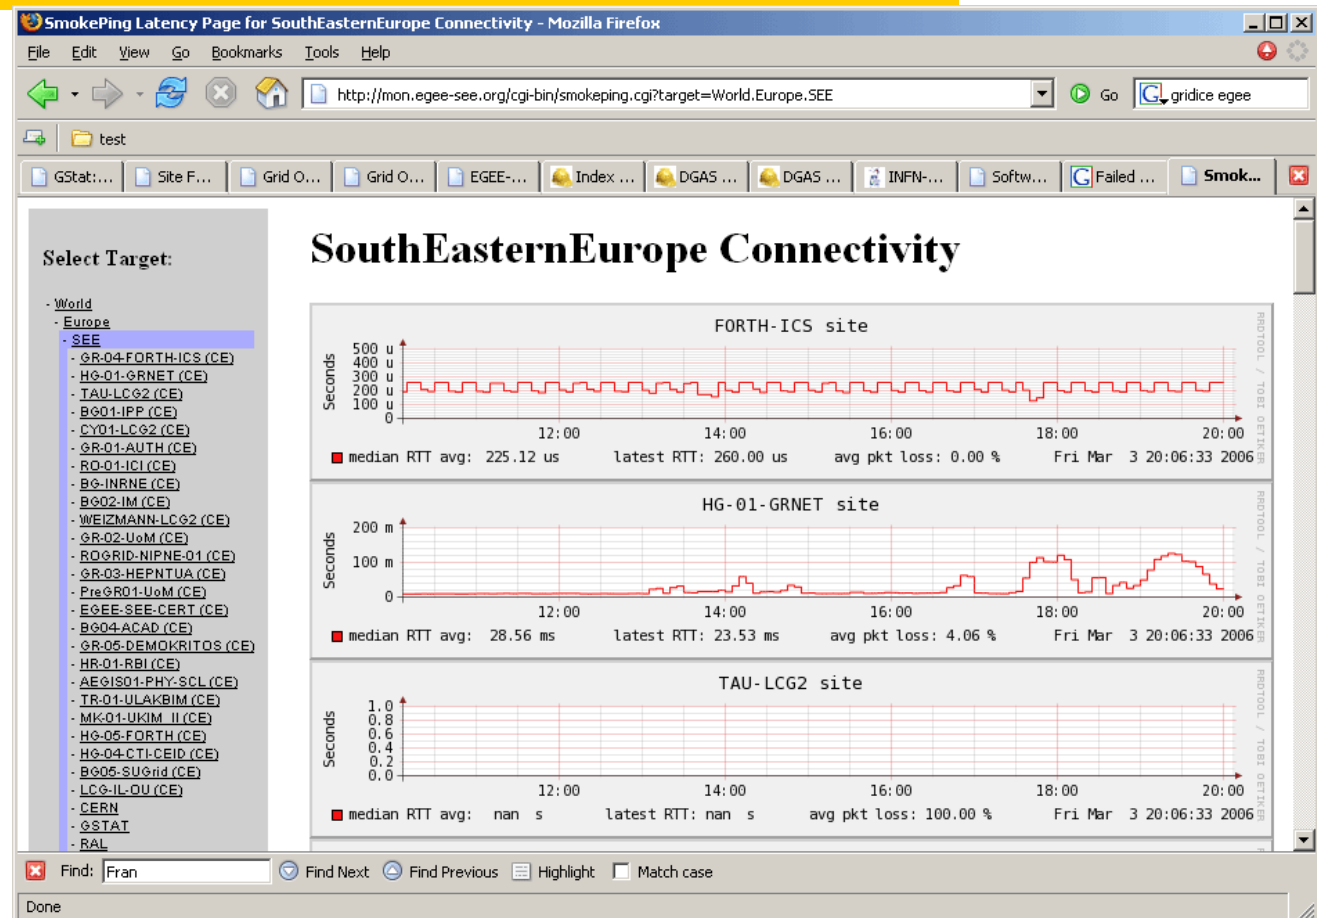 SmokePing Latency Page for SouthEasternEurope Connectivity - Mozilla Firefox
File Edit View Go Bookmarks Tools Help
http://mon.egee-see.org/cgi-bin/smokeping.cgi?target=World.Europe.SEE Go G gridice egee
test
GStat:... Site F... Grid O... Grid O... EGEE-... Index ... DGAS ... DGAS ... INFN-... Softw... Failed ... Smok...
Select Target:
- World
- Europe
- SEE
- GR-04-FORTH-ICS (CE)
- HG-01-GRNET (CE)
- TAU-LCG2 (CE)
- BG01-IPP (CE)
- CY01-LCG2 (CE)
- GR-01-AUTH (CE)
- RO-01-ICI (CE)
- BG-INRNE (CE)
- BG02-IM (CE)
- WEIZMANN-LCG2 (CE)
- GR-02-UoM (CE)
- ROGRID-NIPNE-01 (CE)
- GR-03-HEPNTUA (CE)
- PreGR01-UoM (CE)
- EGEE-SEE-CERT (CE)
- BG04-ACAD (CE)
- GR-05-DEMOKRITOS (CE)
- HR-01-RBI (CE)
- AEGIS01-PHY-SCL (CE)
- TR-01-ULAKBIM (CE)
- MK-01-UKIM_II (CE)
- HG-05-FORTH (CE)
- HG-04-CTI-CEID (CE)
- BG05-SUGrid (CE)
- LCG-IL-OU (CE)
- CERN
- GSTAT
- RAL
SouthEasternEurope Connectivity
FORTH-ICS site
Seconds
500 u
400 u
300 u
200 u
100 u
0
12:00 14:00 16:00 18:00 20:00
median RTT avg: 225.12 us latest RTT: 260.00 us avg pkt loss: 0.00 % Fri Mar 3 20:06:33 2006
RRDTOOL / TOBI OETIKER
HG-01-GRNET site
Seconds
200 m
100 m
0
12:00 14:00 16:00 18:00 20:00
median RTT avg: 28.56 ms latest RTT: 23.53 ms avg pkt loss: 4.06 % Fri Mar 3 20:06:33 2006
RRDTOOL / TOBI OETIKER
TAU-LCG2 site
Seconds
1.0
0.8
0.6
0.4
0.2
0.0
12:00 14:00 16:00 18:00 20:00
median RTT avg: nan s latest RTT: nan s avg pkt loss: 100.00 % Fri Mar 3 20:06:33 2006
RRDTOOL / TOBI OETIKER
Find: Fran Find Next Find Previous Highlight Match case
Done